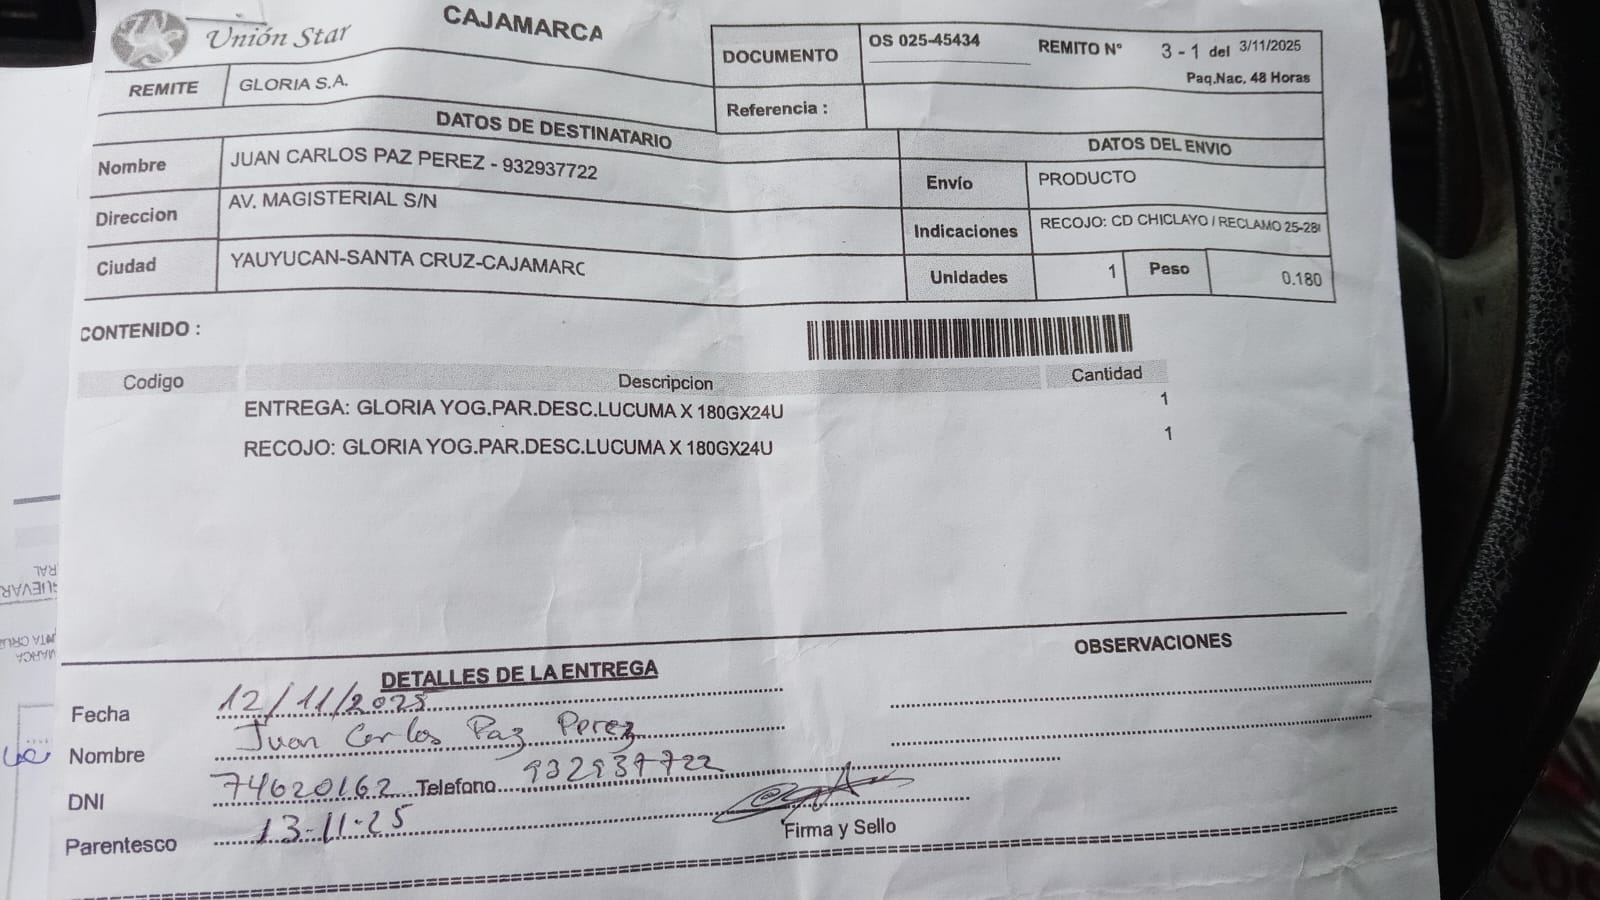 Unión Star
CAJAMARCA
REMITE GLORIA S.A.
DOCUMENTO OS 025-45434 REMITO N° 3 - 1 del 3/11/2025
Paq.Nac. 48 Horas
Referencia :
DATOS DE DESTINATARIO
Nombre JUAN CARLOS PAZ PEREZ - 932937722
Direccion AV. MAGISTERIAL S/N
Ciudad YAUYUCAN-SANTA CRUZ-CAJAMARC
DATOS DEL ENVIO
Envío PRODUCTO
Indicaciones RECOJO: CD CHICLAYO / RECLAMO 25-28
Unidades 1 Peso 0.180
CONTENIDO :
Codigo Descripcion Cantidad
ENTREGA: GLORIA YOG.PAR.DESC.LUCUMA X 180GX24U 1
RECOJO: GLORIA YOG.PAR.DESC.LUCUMA X 180GX24U 1
DETALLES DE LA ENTREGA
OBSERVACIONES
Fecha 12/11/2025
Nombre Juan Carlos Paz Perez
DNI 74620162 Telefono 932937722
Parentesco 13-11-25
Firma y Sello